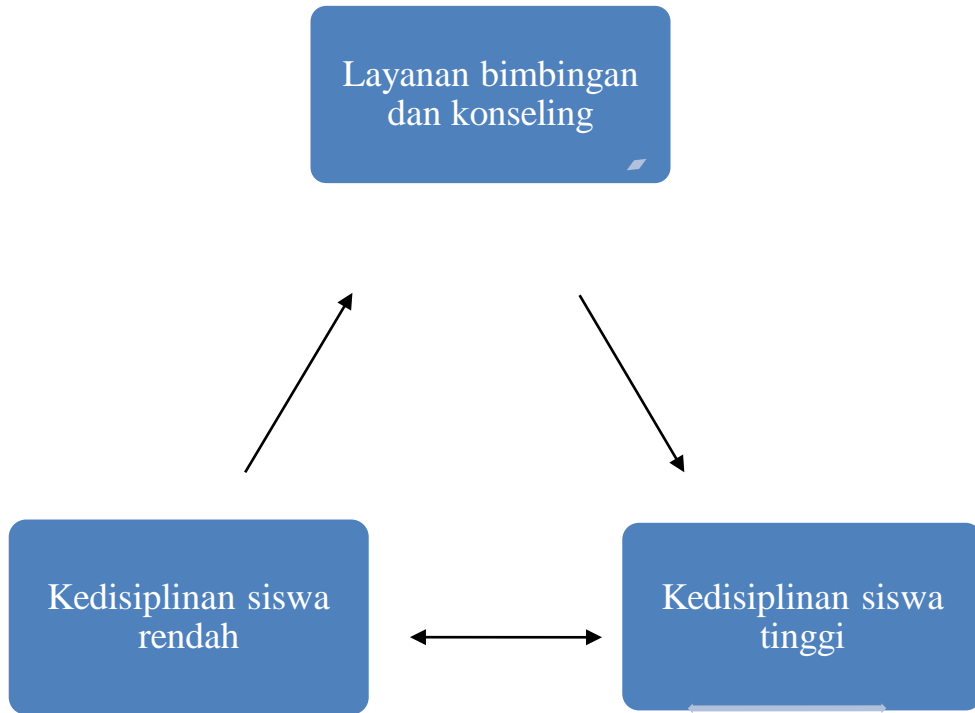 Layanan bimbingan
dan konseling
Kedisiplinan siswa
rendah
Kedisiplinan siswa
tinggi